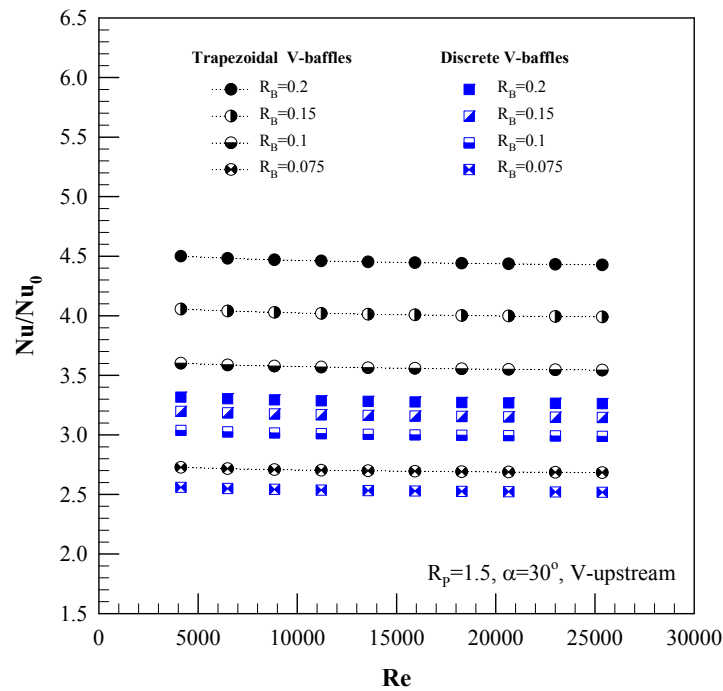 Trapezoidal V-baffles
R_B=0.2
R_B=0.15
R_B=0.1
R_B=0.075
Discrete V-baffles
R_B=0.2
R_B=0.15
R_B=0.1
R_B=0.075
Nu/Nu_0
6.5
6.0
5.5
5.0
4.5
4.0
3.5
3.0
2.5
2.0
1.5
R_P=1.5, α=30°, V-upstream
0 5000 10000 15000 20000 25000 30000
Re